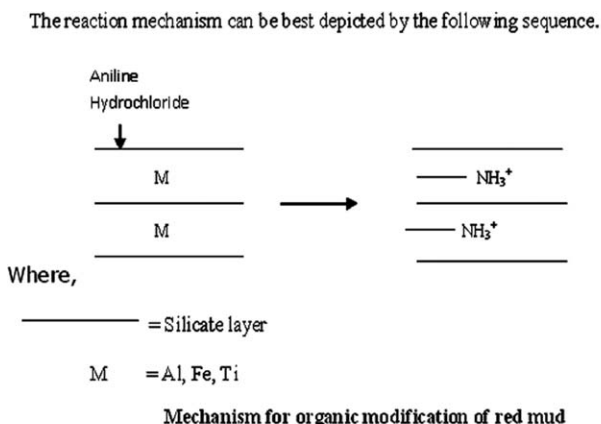 The reaction mechanism can be best depicted by the following sequence.
Aniline
Hydrochloride
M
NH₃⁺
M
NH₃⁺
Where,
= Silicate layer
M = Al, Fe, Ti
Mechanism for organic modification of red mud